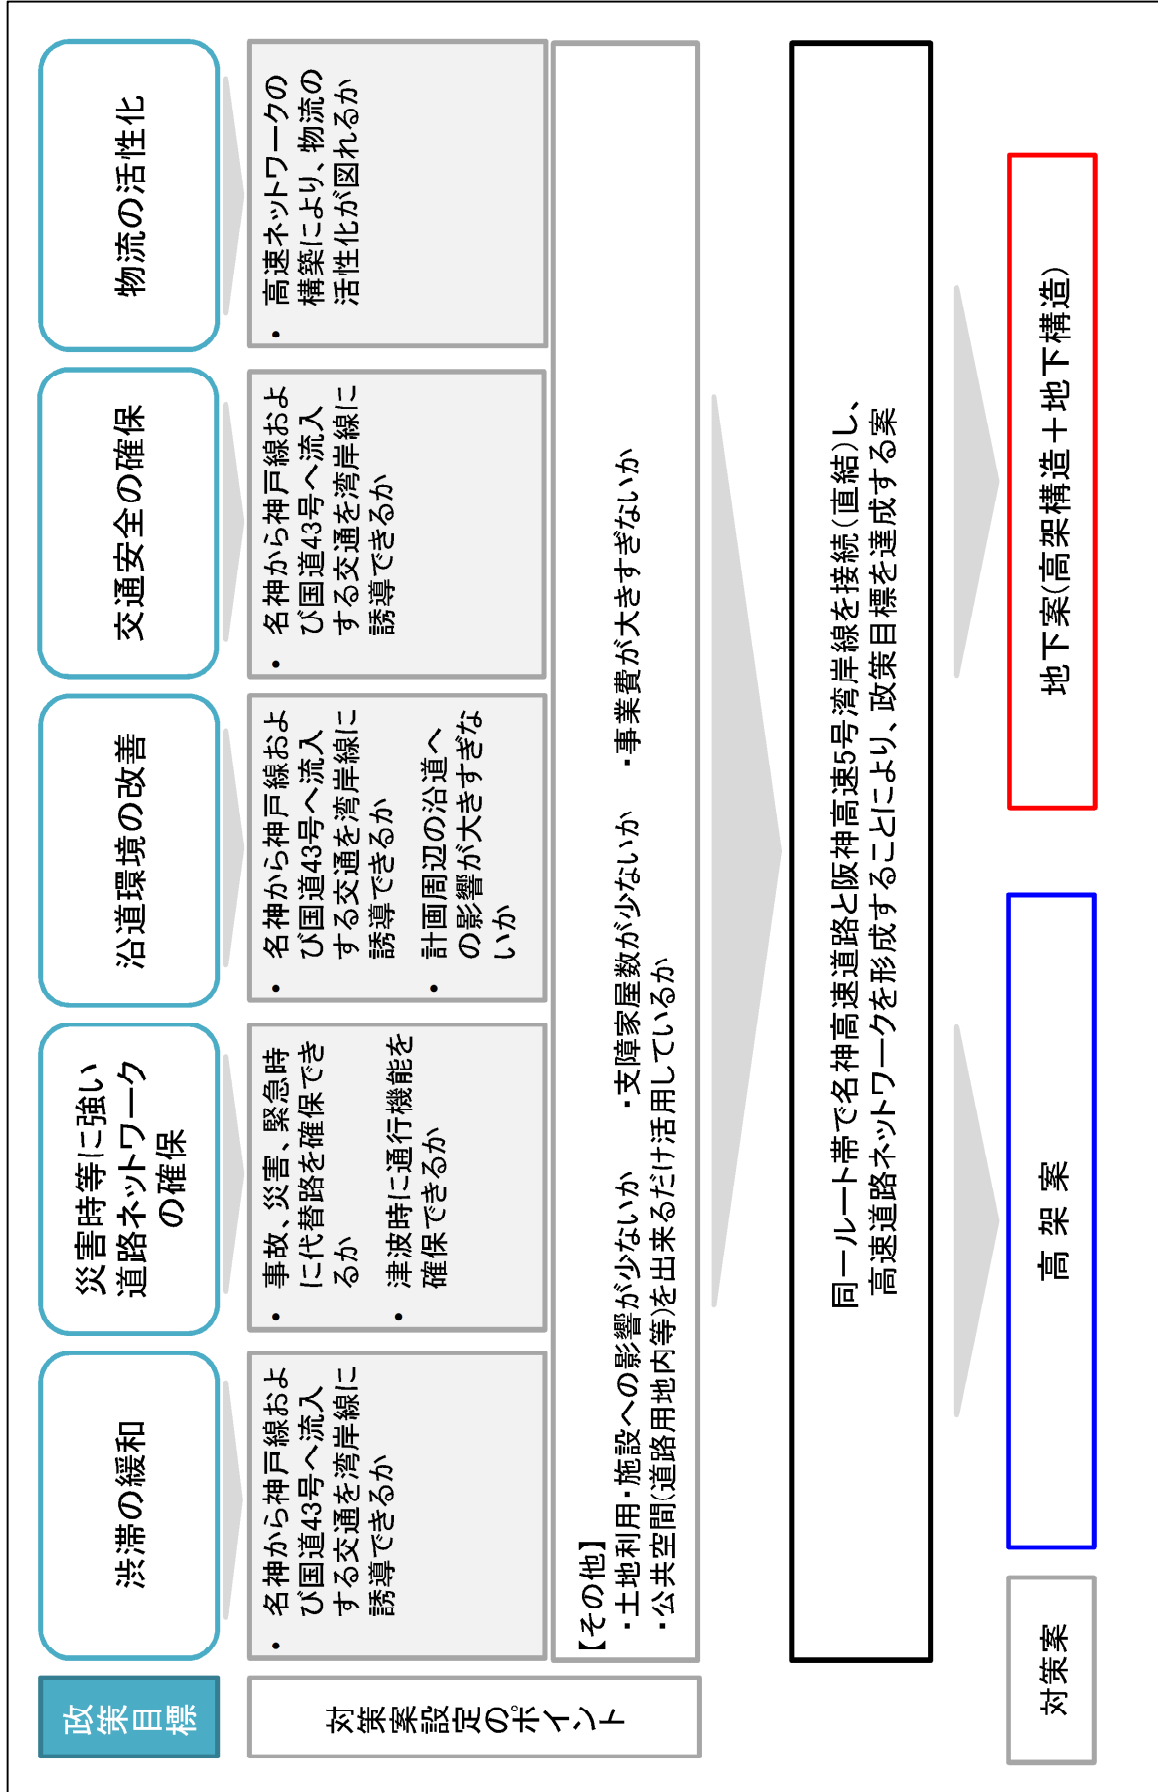 政策目標
渋滞の緩和
災害時等に強い
道路ネットワーク
の確保
沿道環境の改善
交通安全の確保
物流の活性化
対策案設定のポイント
• 名神から神戸線およ
び国道43号へ流入
する交通を湾岸線に
誘導できるか
• 事故、災害、緊急時
に代替路を確保でき
るか
• 津波時に通行機能を
確保できるか
• 名神から神戸線およ
び国道43号へ流入
する交通を湾岸線に
誘導できるか
• 計画周辺の沿道へ
の影響が大きすぎな
いか
• 名神から神戸線およ
び国道43号へ流入
する交通を湾岸線に
誘導できるか
• 高速ネットワークの
構築により、物流の
活性化が図れるか
【その他】
・土地利用・施設への影響が少ないか ・支障家屋数が少ないか ・事業費が大きすぎないか
・公共空間(道路用地内等)を出来るだけ活用しているか
同一ルート帯で名神高速道路と阪神高速5号湾岸線を接続(直結)し、
高速道路ネットワークを形成することにより、政策目標を達成する案
対策案
高架案
地下案(高架構造＋地下構造)